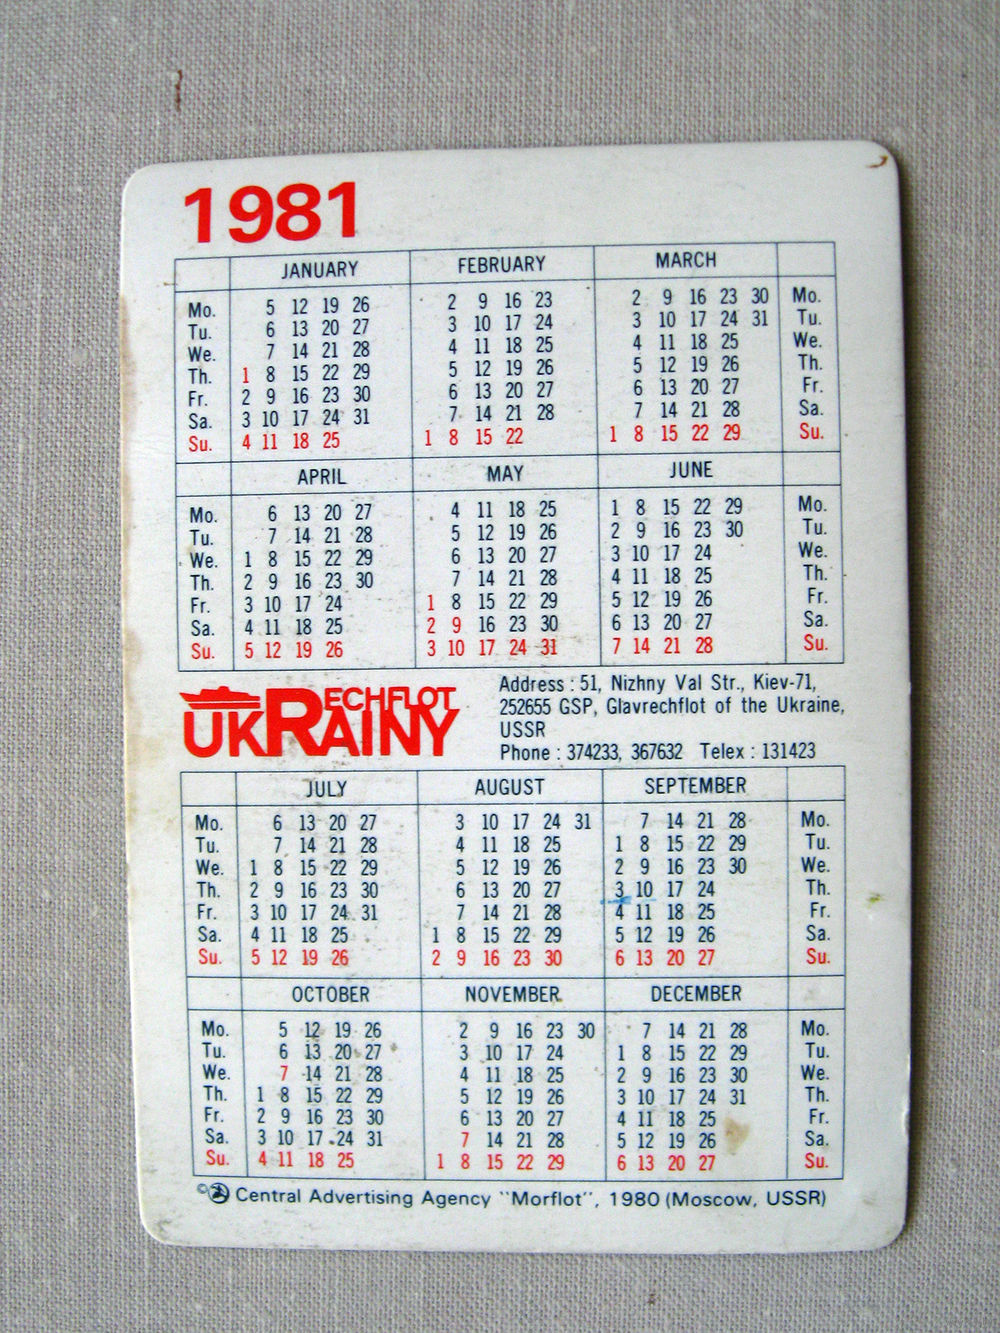 1981
JANUARY FEBRUARY MARCH
Mo. 5 12 19 26 2 9 16 23 2 9 16 23 30 Mo.
Tu. 6 13 20 27 3 10 17 24 3 10 17 24 31 Tu.
We. 7 14 21 28 4 11 18 25 4 11 18 25 We.
Th. 1 8 15 22 29 5 12 19 26 5 12 19 26 Th.
Fr. 2 9 16 23 30 6 13 20 27 6 13 20 27 Fr.
Sa. 3 10 17 24 31 7 14 21 28 7 14 21 28 Sa.
Su. 4 11 18 25 1 8 15 22 1 8 15 22 29 Su.
APRIL MAY JUNE
Mo. 6 13 20 27 4 11 18 25 1 8 15 22 29 Mo.
Tu. 7 14 21 28 5 12 19 26 2 9 16 23 30 Tu.
We. 1 8 15 22 29 6 13 20 27 3 10 17 24 We.
Th. 2 9 16 23 30 7 14 21 28 4 11 18 25 Th.
Fr. 3 10 17 24 1 8 15 22 29 5 12 19 26 Fr.
Sa. 4 11 18 25 2 9 16 23 30 6 13 20 27 Sa.
Su. 5 12 19 26 3 10 17 24 31 7 14 21 28 Su.
RECHFLOT
UKRAINY
Address : 51, Nizhny Val Str., Kiev-71,
252655 GSP, Glavrechflot of the Ukraine,
USSR
Phone : 374233, 367632 Telex : 131423
JULY AUGUST SEPTEMBER
Mo. 6 13 20 27 3 10 17 24 31 7 14 21 28 Mo.
Tu. 7 14 21 28 4 11 18 25 1 8 15 22 29 Tu.
We. 1 8 15 22 29 5 12 19 26 2 9 16 23 30 We.
Th. 2 9 16 23 30 6 13 20 27 3 10 17 24 Th.
Fr. 3 10 17 24 31 7 14 21 28 4 11 18 25 Fr.
Sa. 4 11 18 25 1 8 15 22 29 5 12 19 26 Sa.
Su. 5 12 19 26 2 9 16 23 30 6 13 20 27 Su.
OCTOBER NOVEMBER DECEMBER
Mo. 5 12 19 26 2 9 16 23 30 7 14 21 28 Mo.
Tu. 6 13 20 27 3 10 17 24 1 8 15 22 29 Tu.
We. 7 14 21 28 4 11 18 25 2 9 16 23 30 We.
Th. 1 8 15 22 29 5 12 19 26 3 10 17 24 31 Th.
Fr. 2 9 16 23 30 6 13 20 27 4 11 18 25 Fr.
Sa. 3 10 17 24 31 7 14 21 28 5 12 19 26 Sa.
Su. 4 11 18 25 1 8 15 22 29 6 13 20 27 Su.
© Central Advertising Agency "Morflot", 1980 (Moscow, USSR)